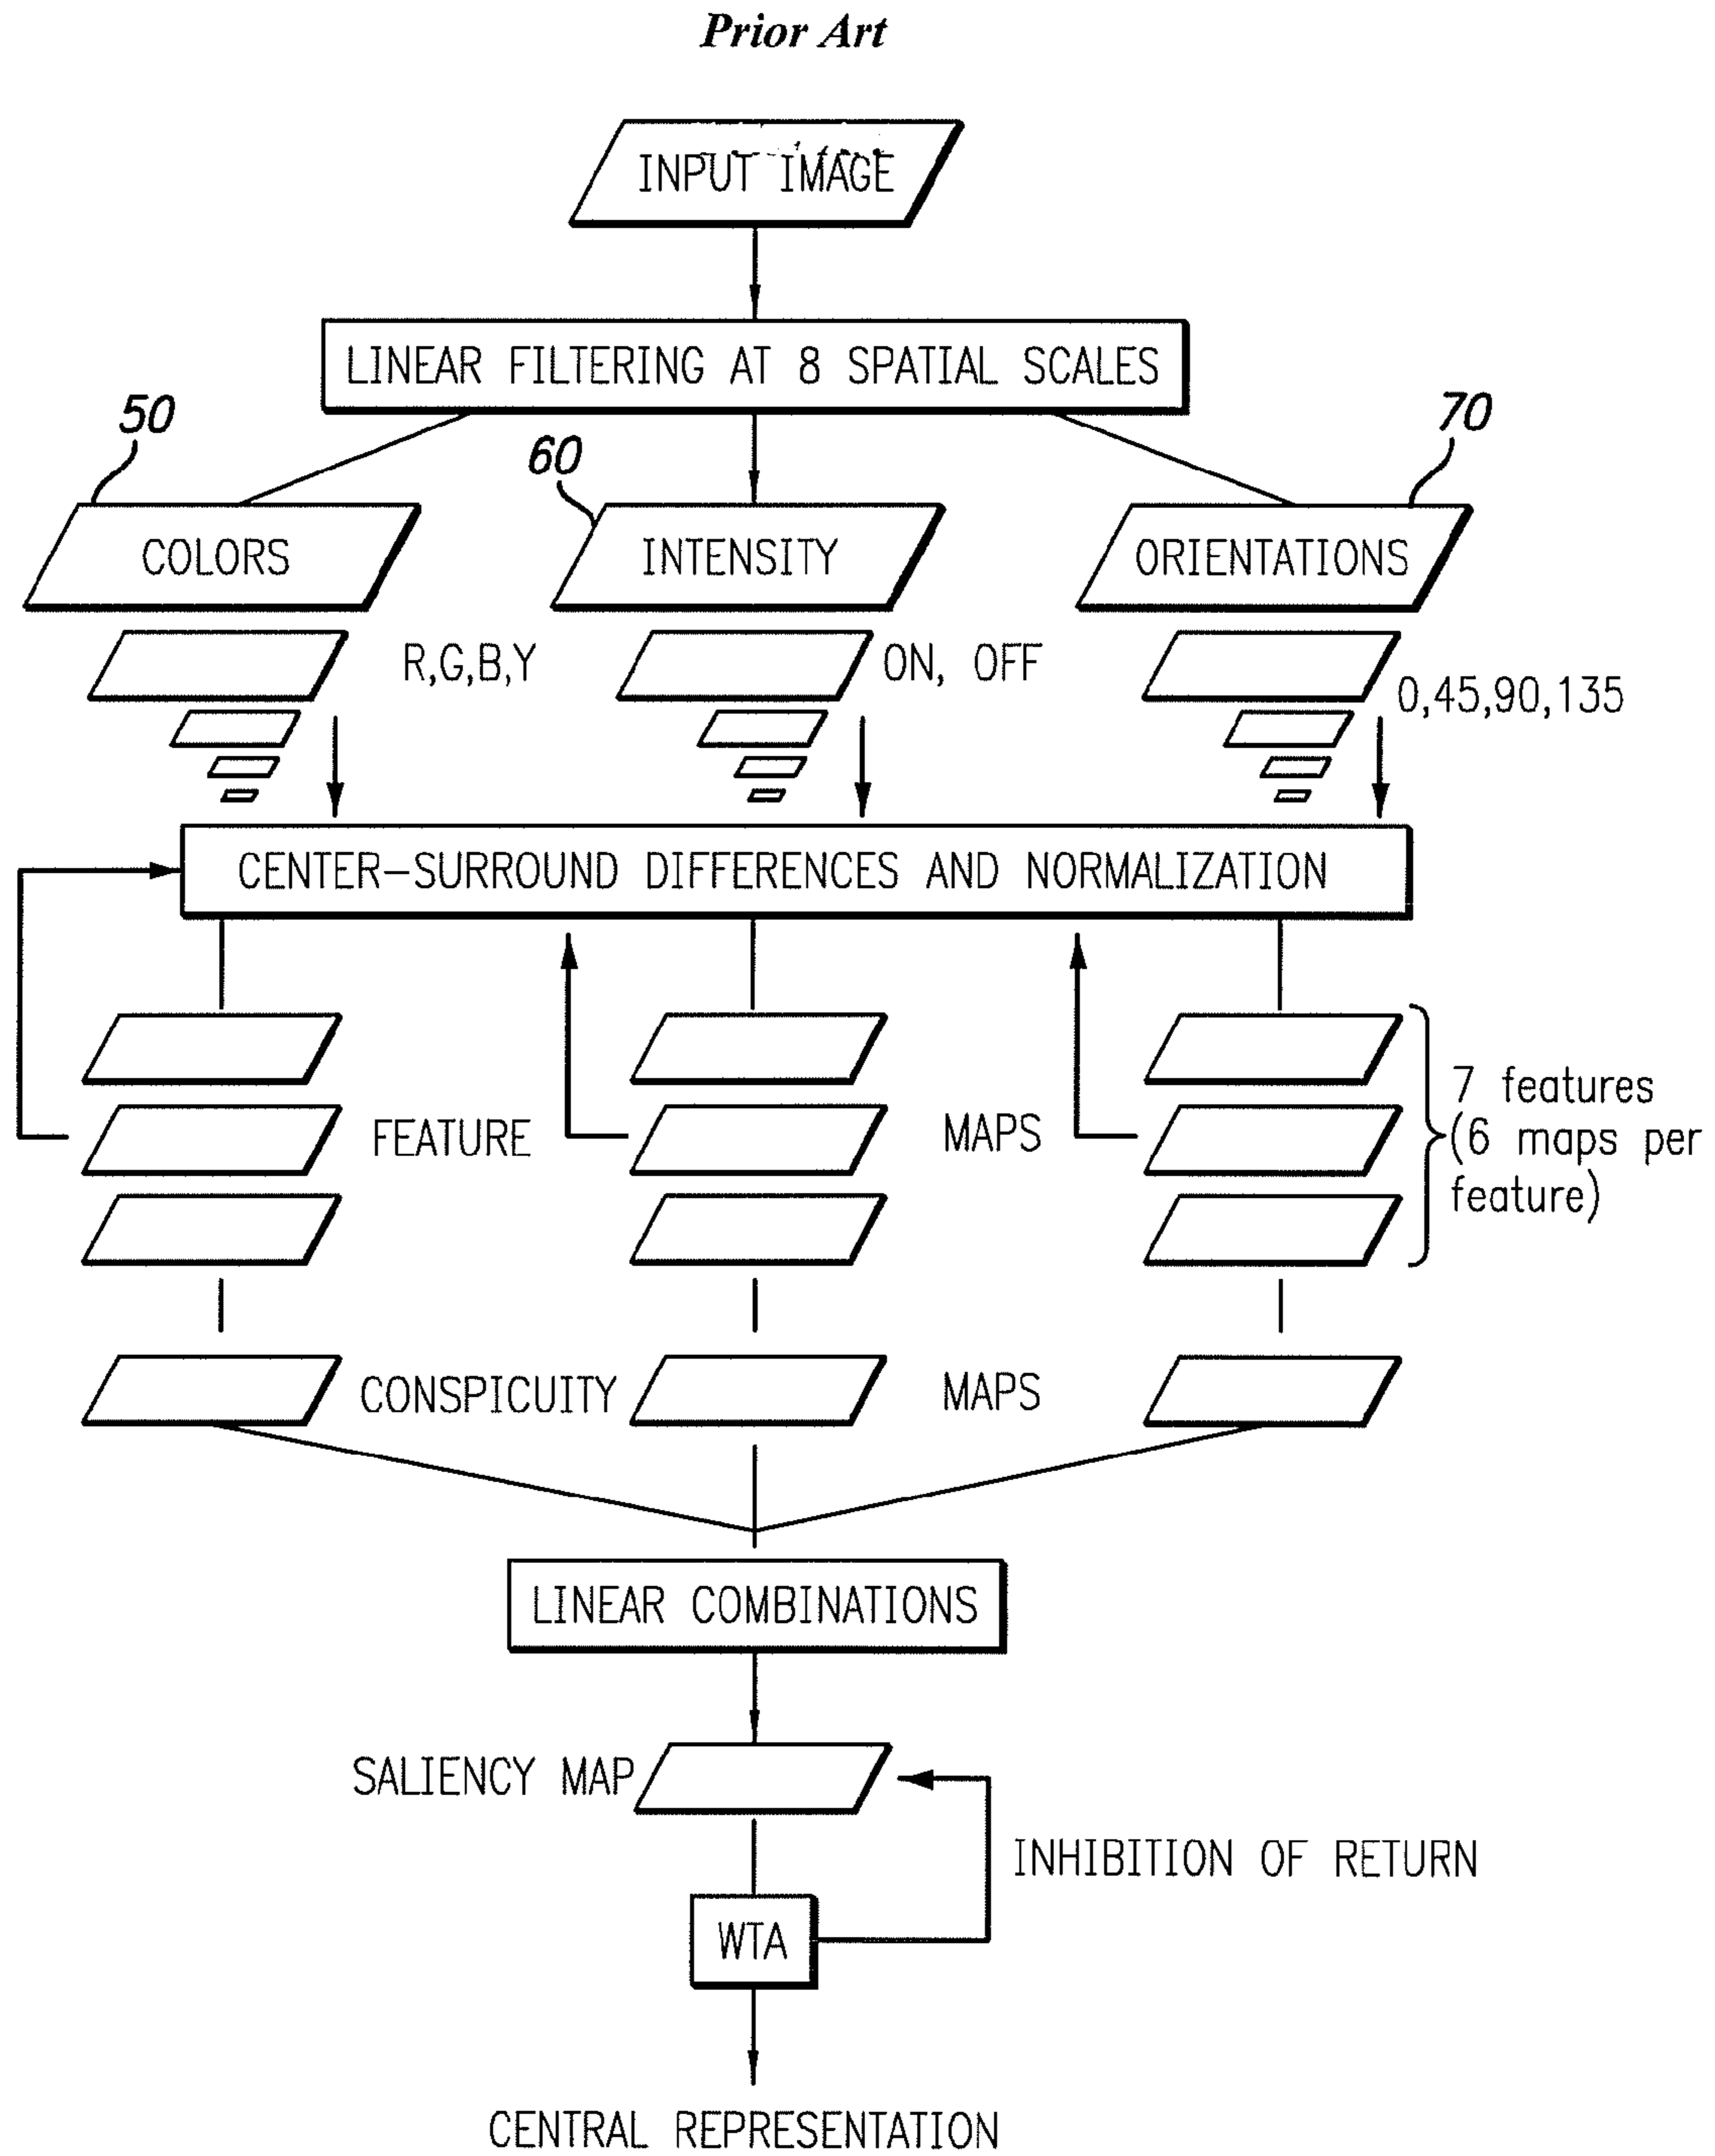 Prior Art
INPUT IMAGE
LINEAR FILTERING AT 8 SPATIAL SCALES
50
60
70
COLORS
INTENSITY
ORIENTATIONS
R,G,B,Y
ON, OFF
0,45,90,135
CENTER-SURROUND DIFFERENCES AND NORMALIZATION
FEATURE
MAPS
7 features
(6 maps per
feature)
CONSPICUITY
MAPS
LINEAR COMBINATIONS
SALIENCY MAP
INHIBITION OF RETURN
WTA
CENTRAL REPRESENTATION